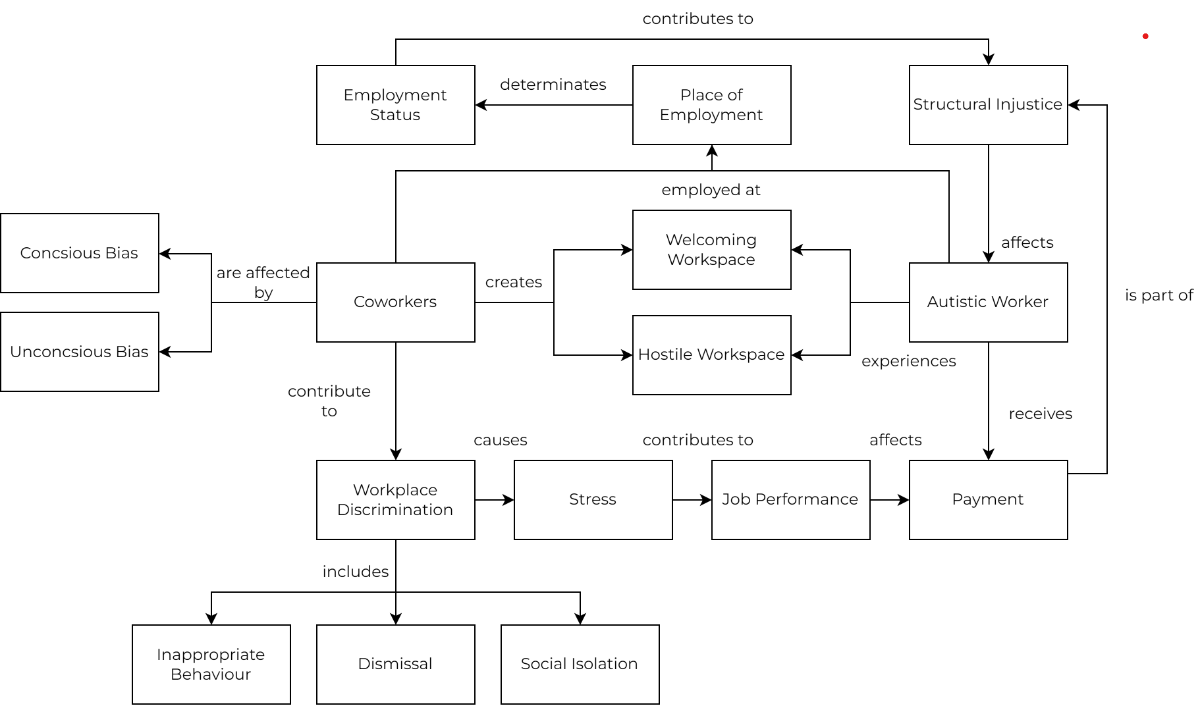 contributes to
Employment
Status
determines
Place of
Employment
Structural Injustice
employed at
Concsious Bias
Unconcsious Bias
are affected
by
Coworkers
creates
Welcoming
Workspace
Hostile Workspace
affects
Autistic Worker
experiences
is part of
contribute
to
receives
causes
contributes to
affects
Workplace
Discrimination
Stress
Job Performance
Payment
includes
Inappropriate
Behaviour
Dismissal
Social Isolation